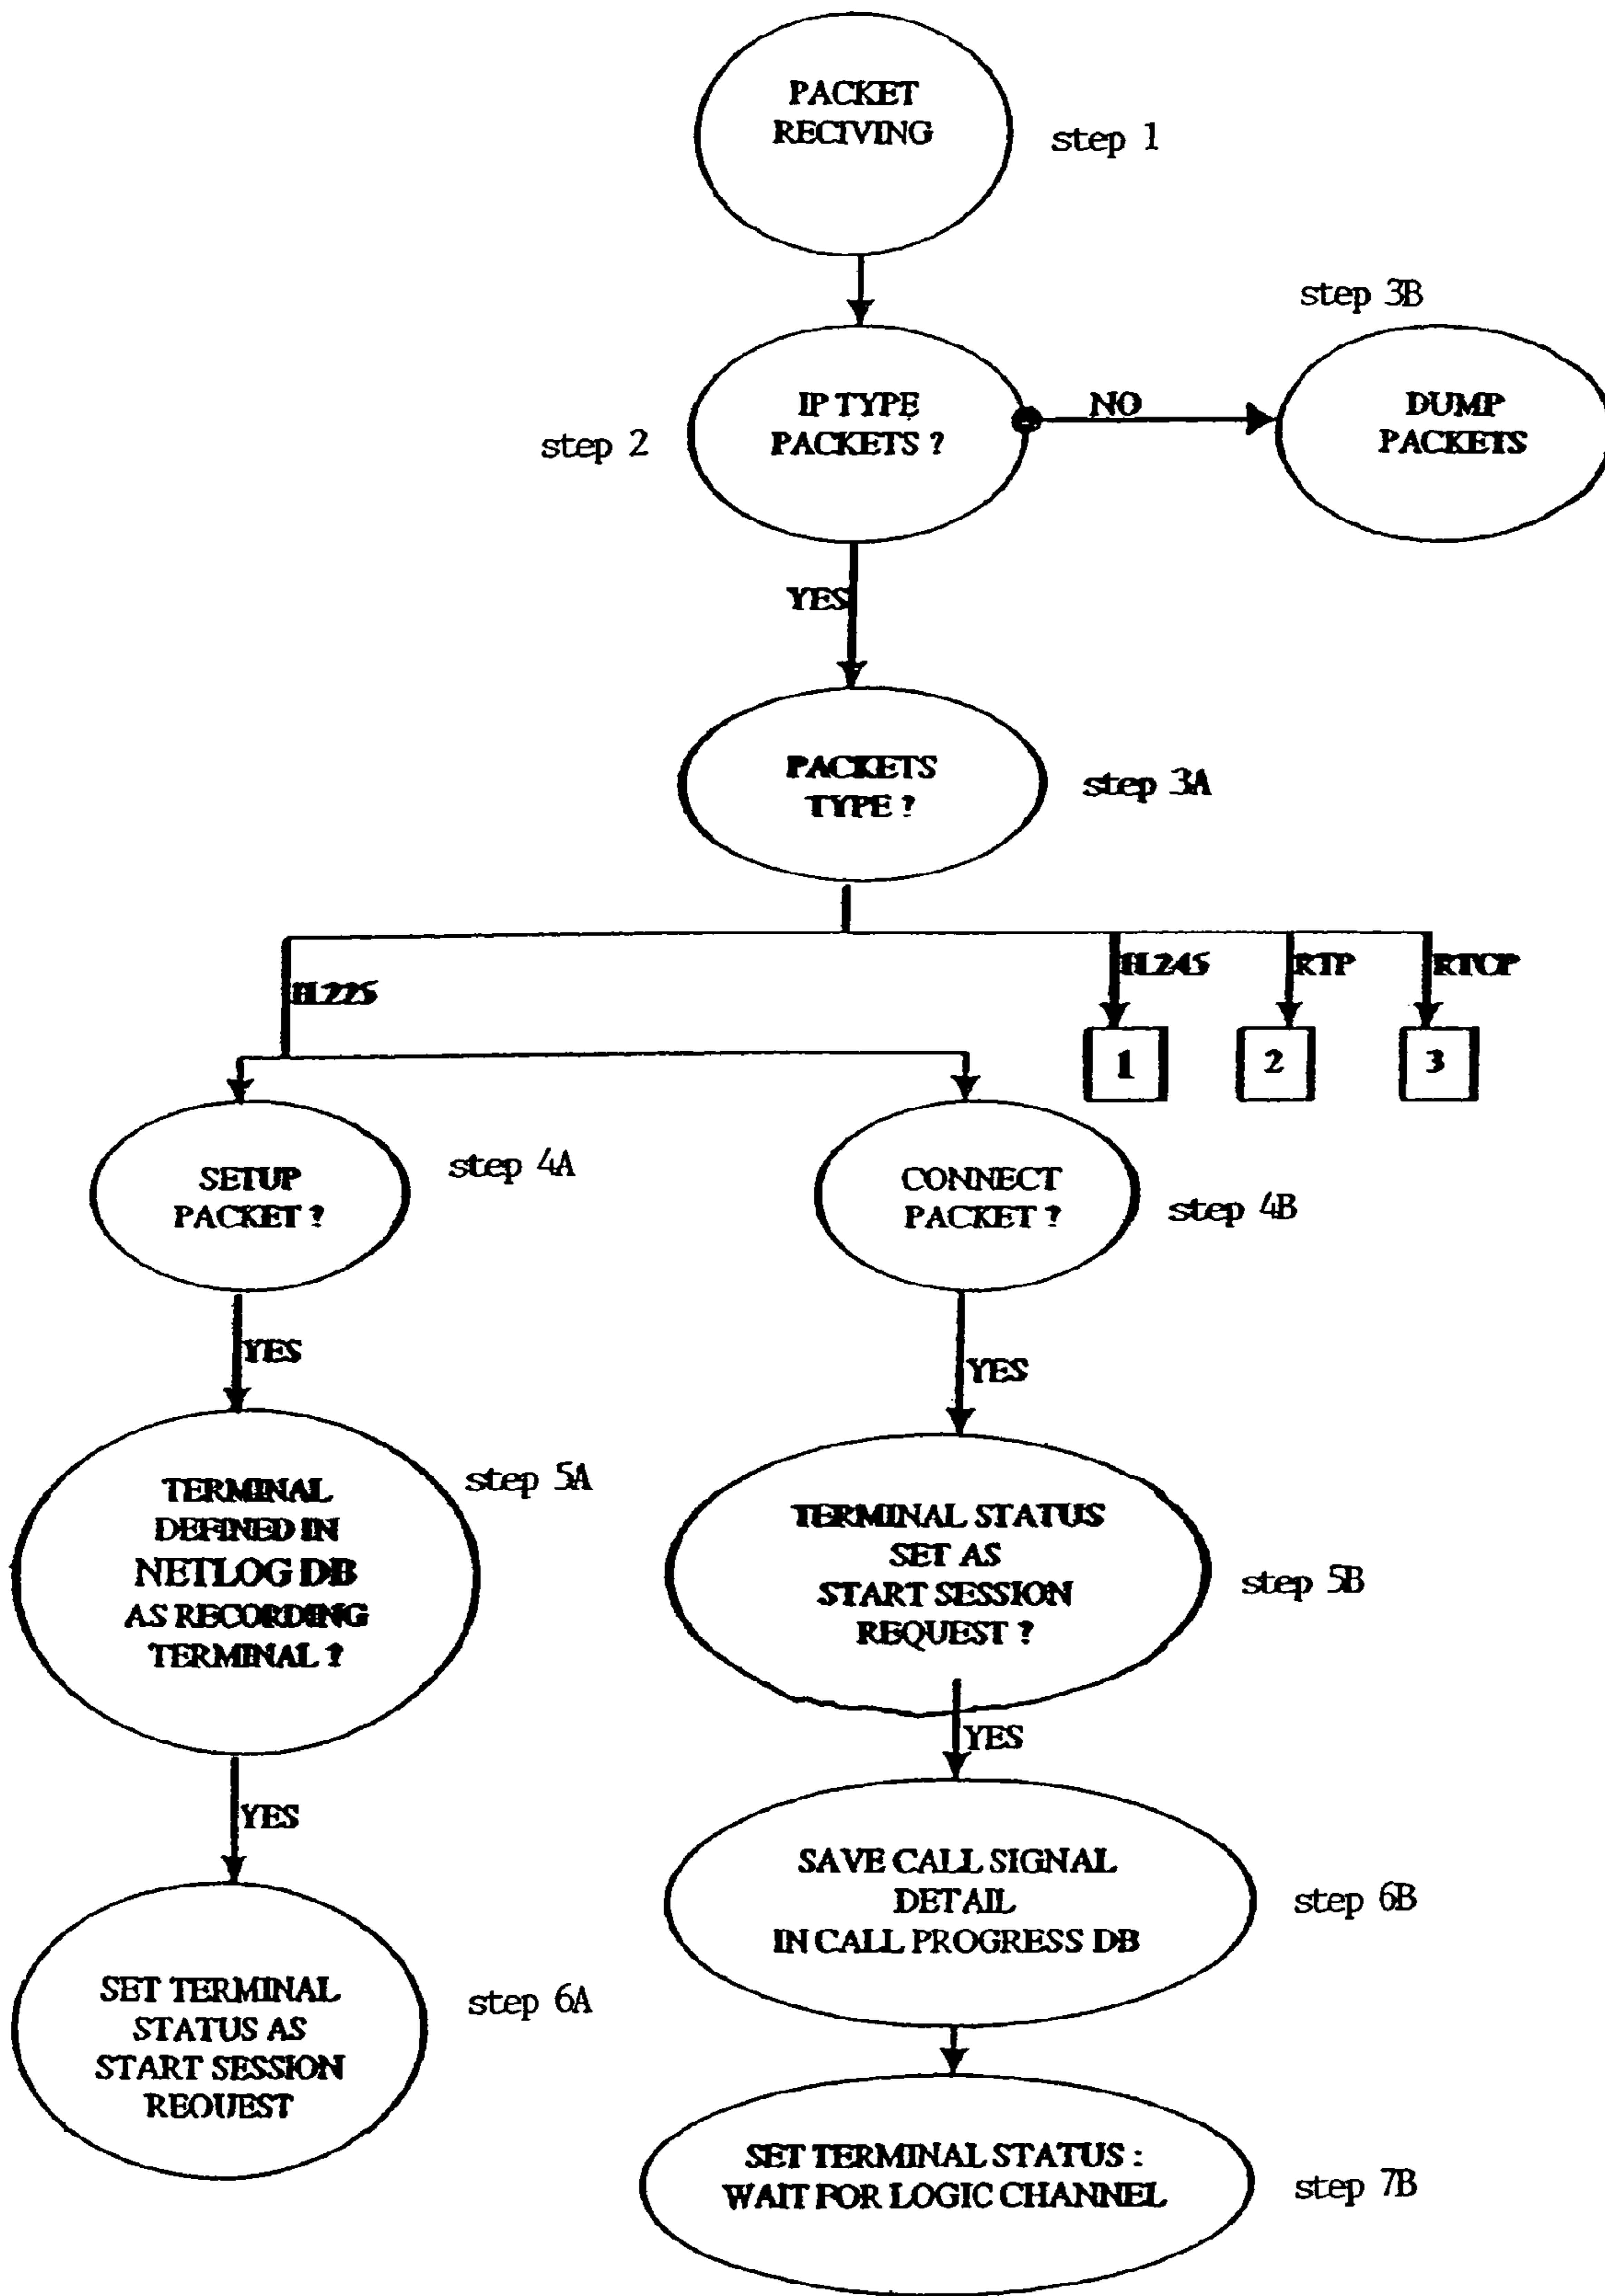 PACKET
RECIVING
step 1
step 3B
IP TYPE
PACKETS ?
step 2
NO
DUMP
PACKETS
YES
PACKETS
TYPE ?
step 3A
H.225
H.245
RTP
RTCP
1
2
3
SETUP
PACKET ?
step 4A
CONNECT
PACKET ?
step 4B
YES
YES
TERMINAL
DEFINED IN
NETLOG DB
AS RECORDING
TERMINAL ?
step 5A
TERMINAL STATUS
SET AS
START SESSION
REQUEST ?
step 5B
YES
YES
SAVE CALL SIGNAL
DETAIL
IN CALL PROGRESS DB
step 6B
SET TERMINAL
STATUS AS
START SESSION
REQUEST
step 6A
SET TERMINAL STATUS :
WAIT FOR LOGIC CHANNEL
step 7B